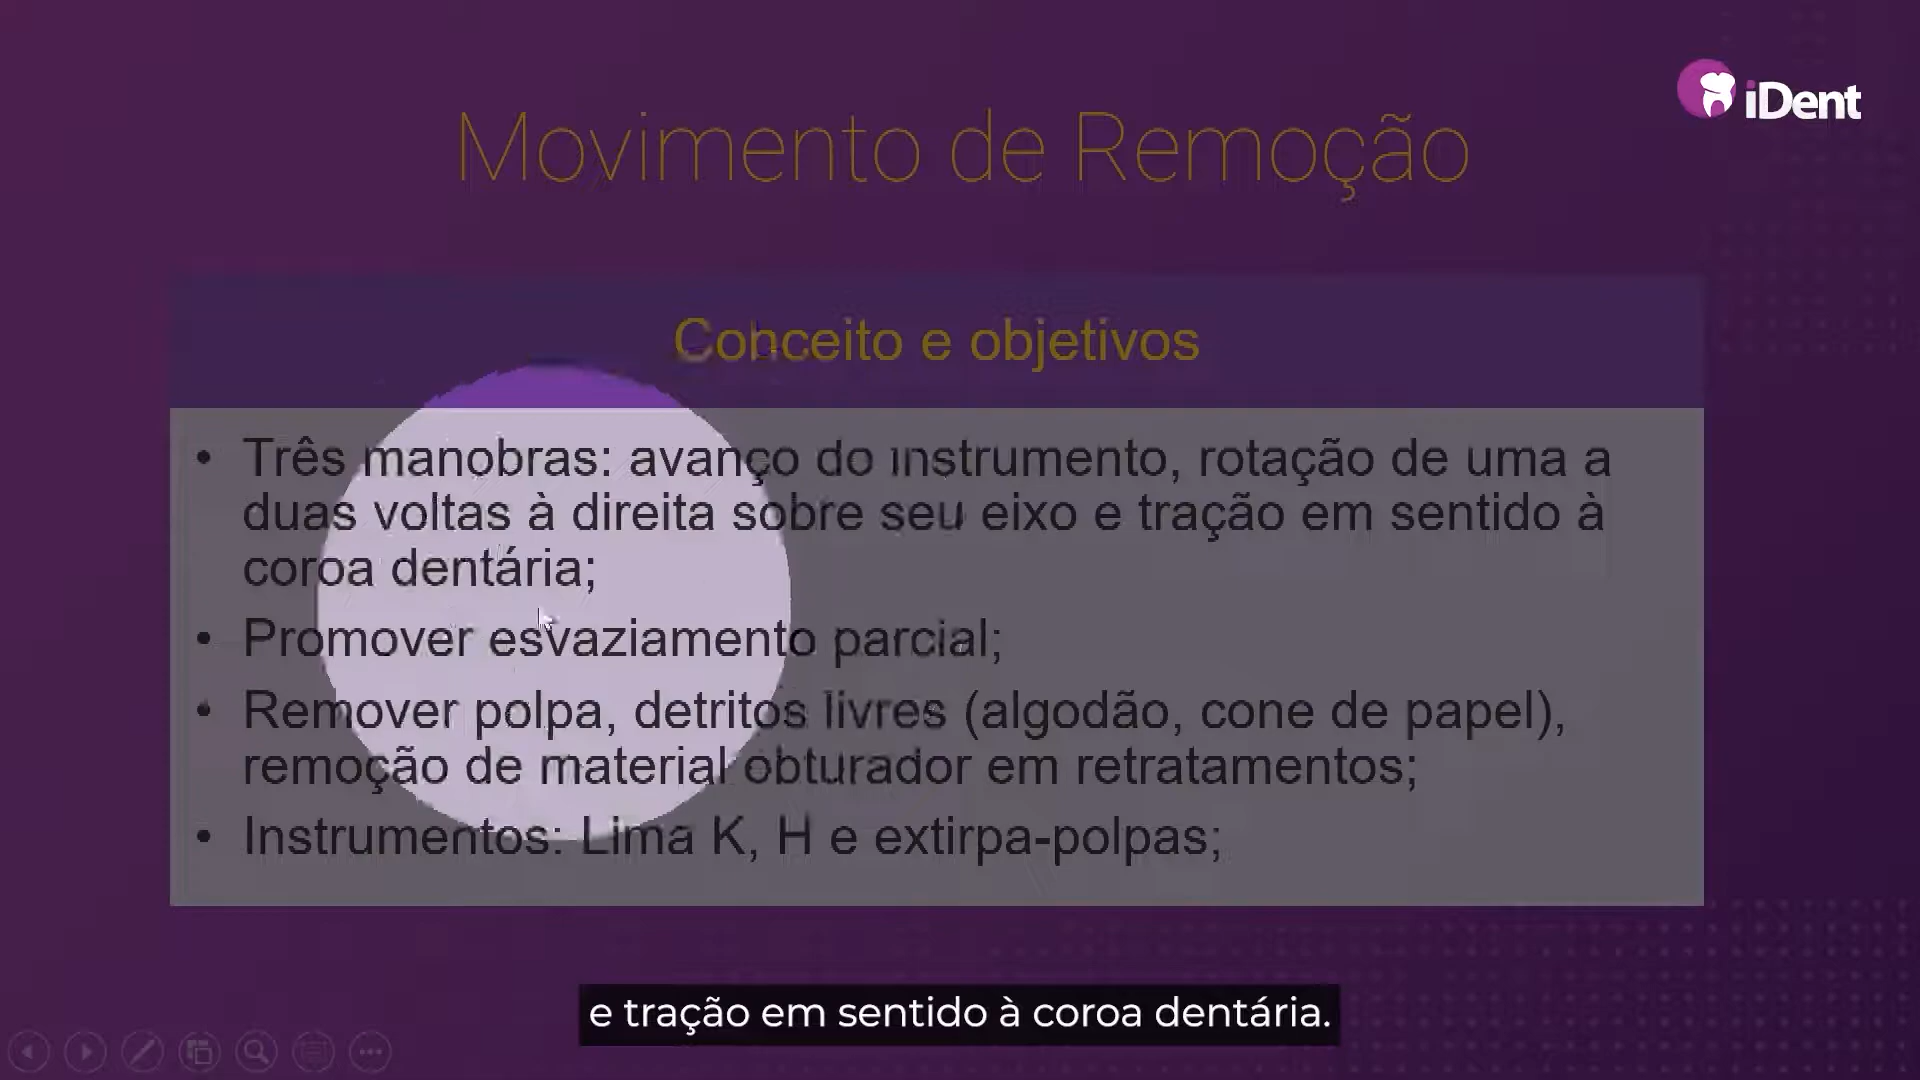 iDent
Movimento de Remoção
Conceito e objetivos
• Três manobras: avanço do instrumento, rotação de uma a
duas voltas à direita sobre seu eixo e tração em sentido à
coroa dentária;
• Promover esvaziamento parcial;
• Remover polpa, detritos livres (algodão, cone de papel),
remoção de material obturador em retratamentos;
• Instrumentos: Lima K, H e extirpa-polpas;
e tração em sentido à coroa dentária.